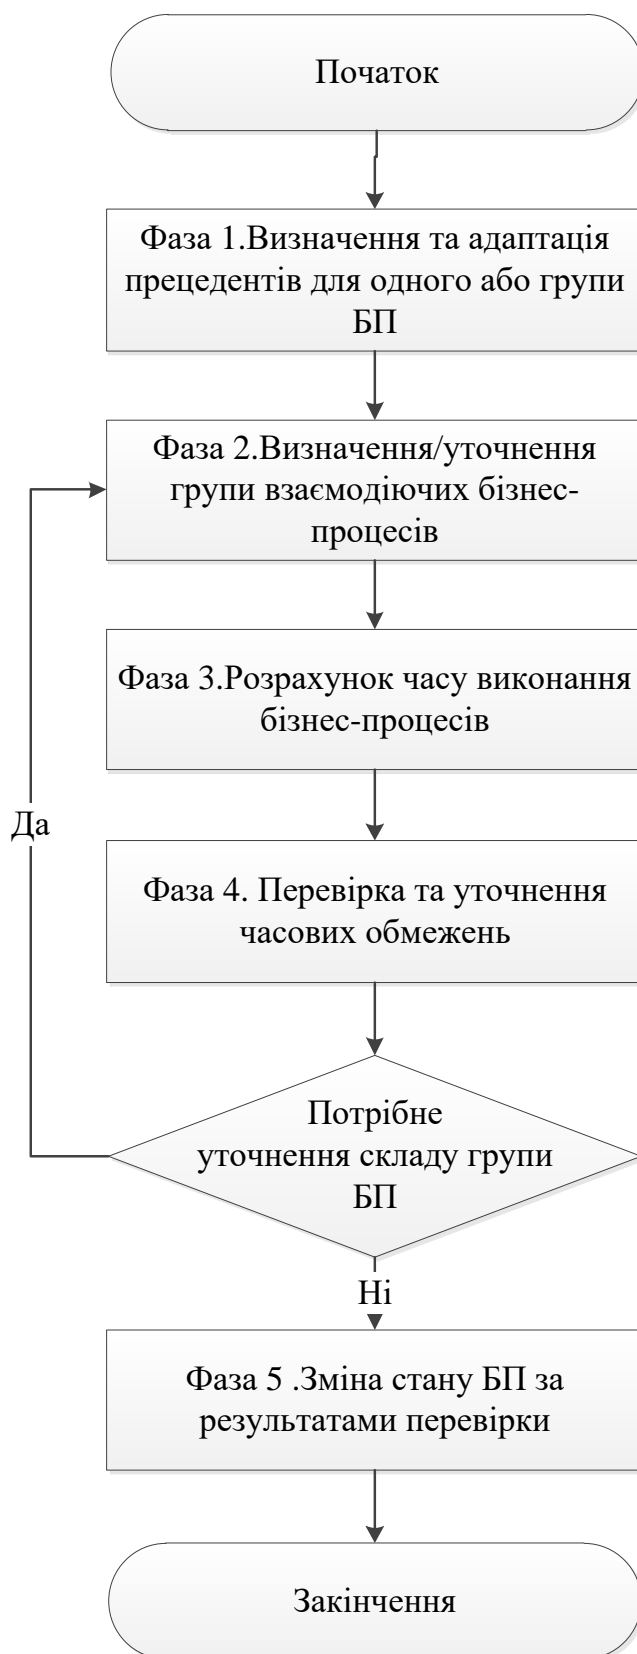 Початок
Фаза 1.Визначення та адаптація
прецедентів для одного або групи
БП
Фаза 2.Визначення/уточнення
групи взаємодіючих бізнес-
процесів
Фаза 3.Розрахунок часу виконання
бізнес-процесів
Да
Фаза 4. Перевірка та уточнення
часових обмежень
Потрібне
уточнення складу групи
БП
Ні
Фаза 5 .Зміна стану БП за
результатами перевірки
Закінчення